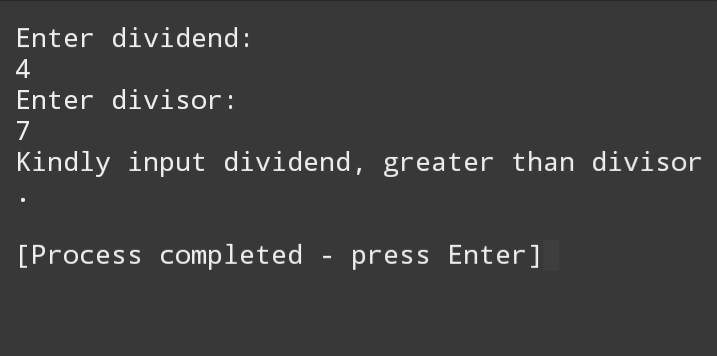 Enter dividend:
4
Enter divisor:
7
Kindly input dividend, greater than divisor
.
[Process completed - press Enter]